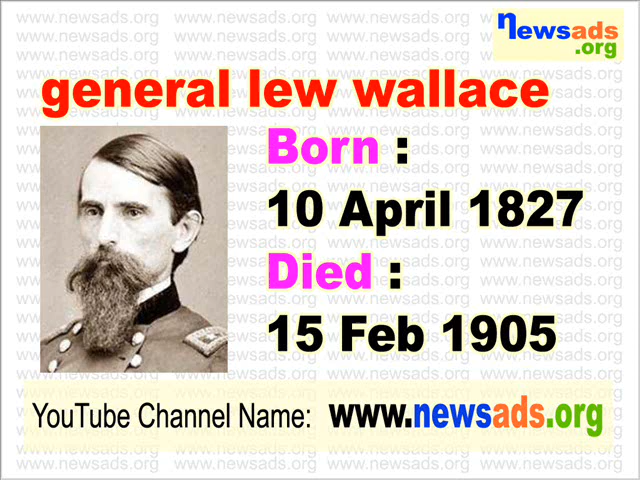 newsads
.org
general lew wallace
Born :
10 April 1827
Died :
15 Feb 1905
YouTube Channel Name: www.newsads.org